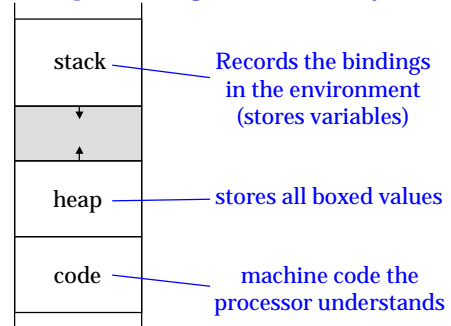 stack
Records the bindings
in the environment
(stores variables)
heap
stores all boxed values
code
machine code the
processor understands